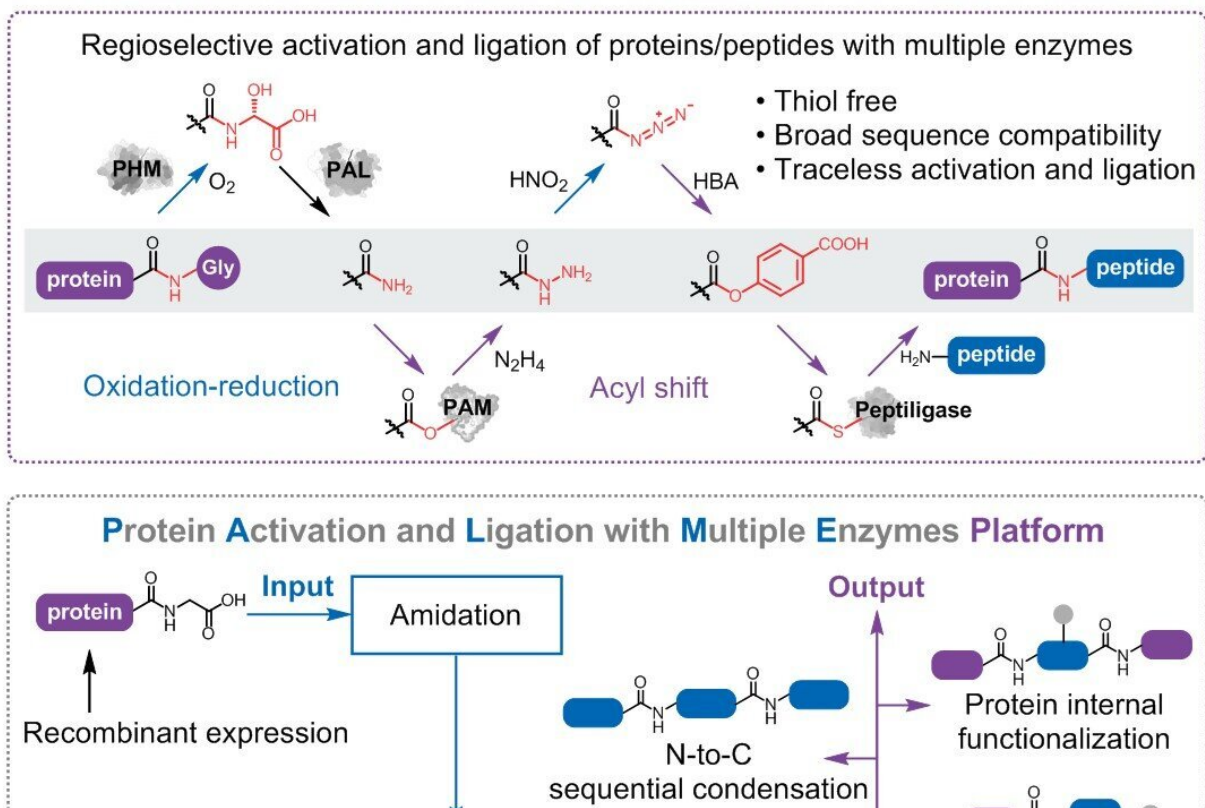 Regioselective activation and ligation of proteins/peptides with multiple enzymes
OH
O
OH
N
H
O
PHM
O2
PAL
O
N
N
N
+
-
HNO2
HBA
• Thiol free
• Broad sequence compatibility
• Traceless activation and ligation
protein
O
N
H
Gly
O
NH2
O
N
H
NH2
O
O
COOH
protein
O
N
H
peptide
Oxidation-reduction
O
O
PAM
N2H4
Acyl shift
O
S
Peptiligase
H2N
peptide
Protein Activation and Ligation with Multiple Enzymes Platform
protein
O
N
H
OH
O
Input
Amidation
Recombinant expression
Output
O
N
H
O
N
H
Protein internal
functionalization
O
N
H
O
N
H
N-to-C
sequential condensation
O